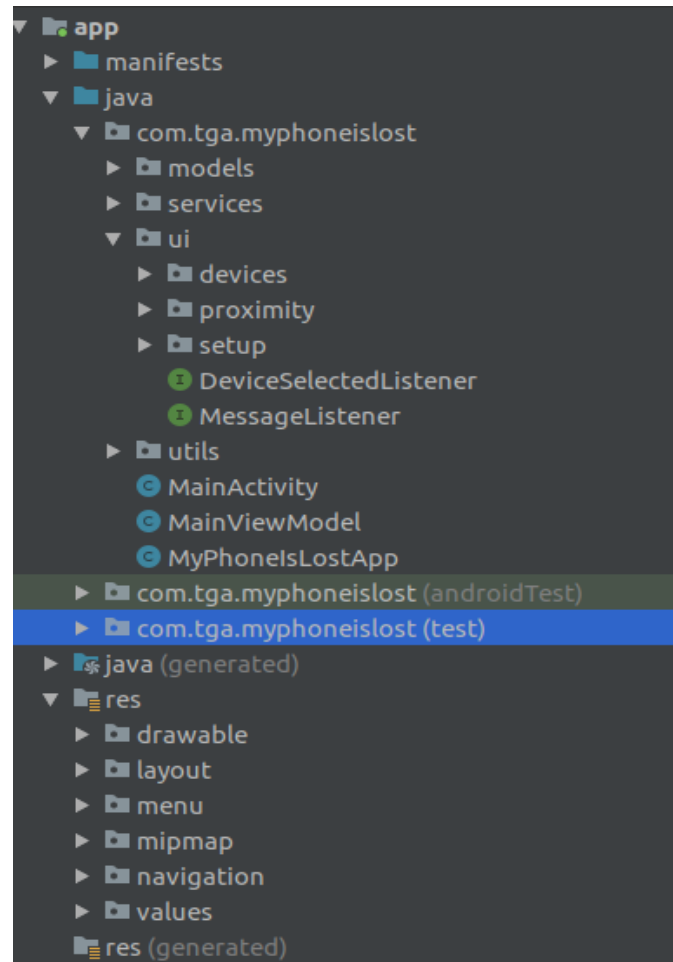 app
manifests
java
com.tga.myphoneislost
models
services
ui
devices
proximity
setup
I DeviceSelectedListener
I MessageListener
utils
C MainActivity
C MainViewModel
C MyPhoneIsLostApp
com.tga.myphoneislost (androidTest)
com.tga.myphoneislost (test)
java (generated)
res
drawable
layout
menu
mipmap
navigation
values
res (generated)